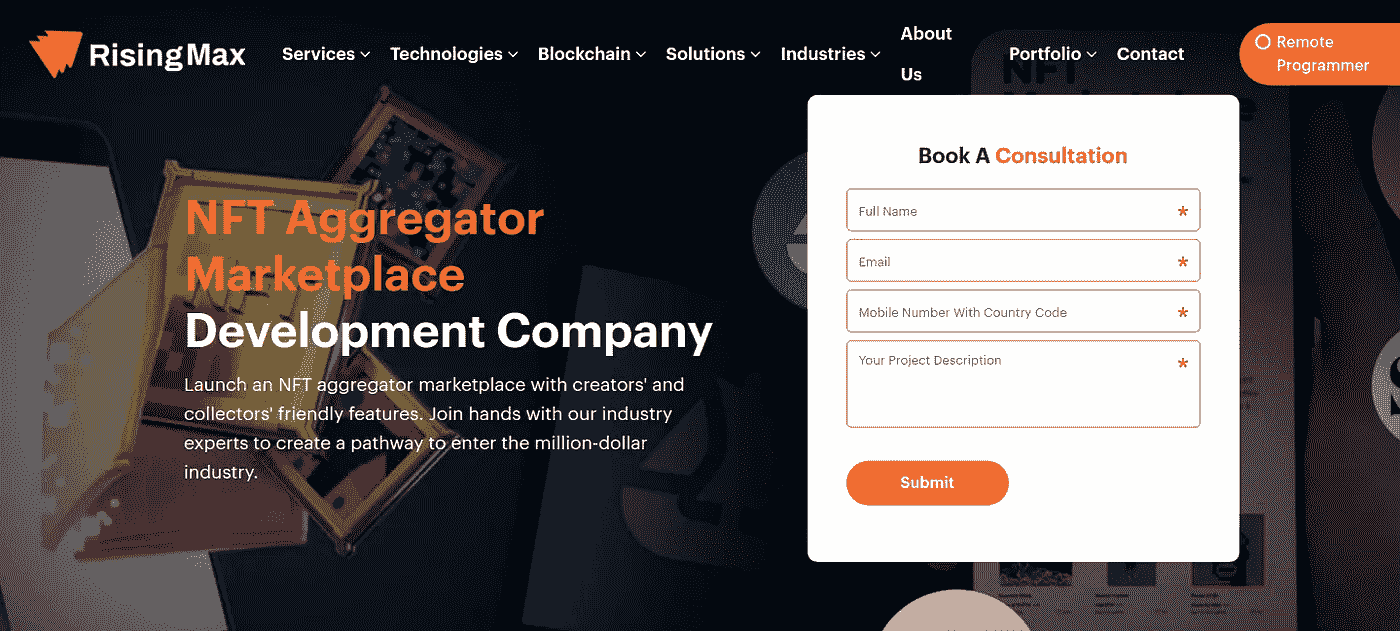 RisingMax
Services
Technologies
Blockchain
Solutions
Industries
About
Us
Portfolio
Contact
Remote
Programmer
NFT
NFT Aggregator
Marketplace
Development Company
Launch an NFT aggregator marketplace with creators' and
collectors' friendly features. Join hands with our industry
experts to create a pathway to enter the million-dollar
industry.
Book A Consultation
Full Name *
Email *
Mobile Number With Country Code *
Your Project Description *
Submit